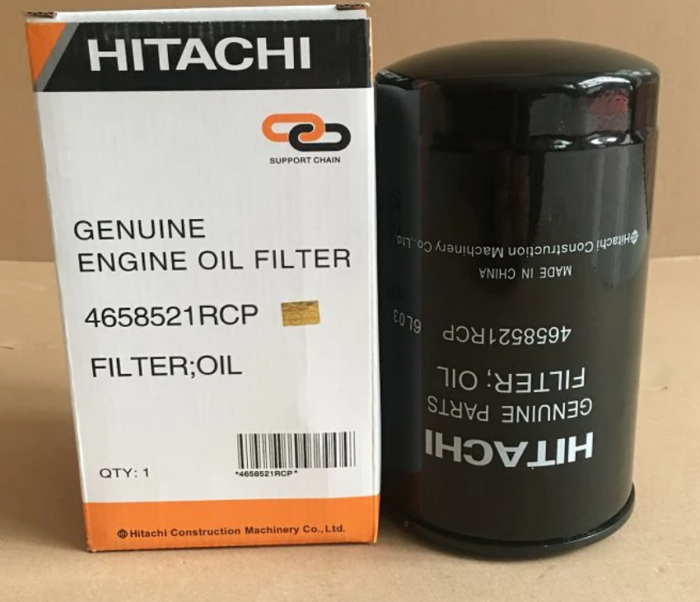 HITACHI
SUPPORT CHAIN
GENUINE
ENGINE OIL FILTER
4658521RCP
FILTER;OIL
QTY: 1
*4658521RCP*
Hitachi Construction Machinery Co., Ltd.
HITACHI
GENUINE PARTS
FILTER; OIL
4658521RCP
6L03
MADE IN CHINA
Hitachi Construction Machinery Co., Ltd.